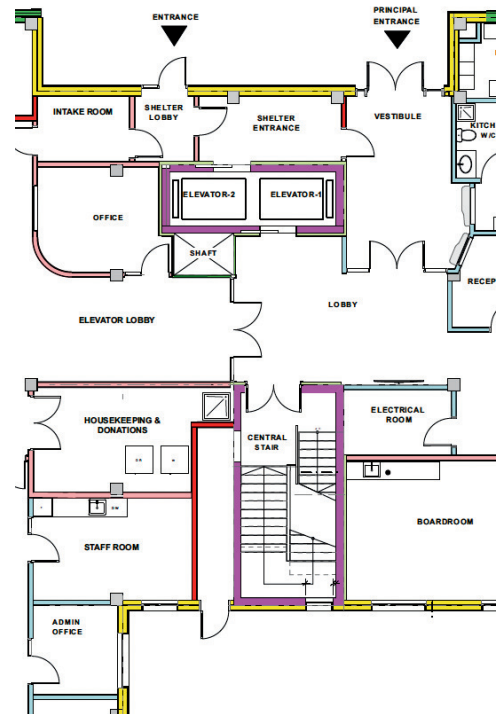 ENTRANCE
PRINCIPAL
ENTRANCE
INTAKE ROOM
SHELTER
LOBBY
SHELTER
ENTRANCE
VESTIBULE
KITCH
W/C
ELEVATOR-2
ELEVATOR-1
OFFICE
SHAFT
RECEP
LOBBY
ELEVATOR LOBBY
HOUSEKEEPING &
DONATIONS
ELECTRICAL
ROOM
CENTRAL
STAIR
BOARDROOM
STAFF ROOM
ADMIN
OFFICE